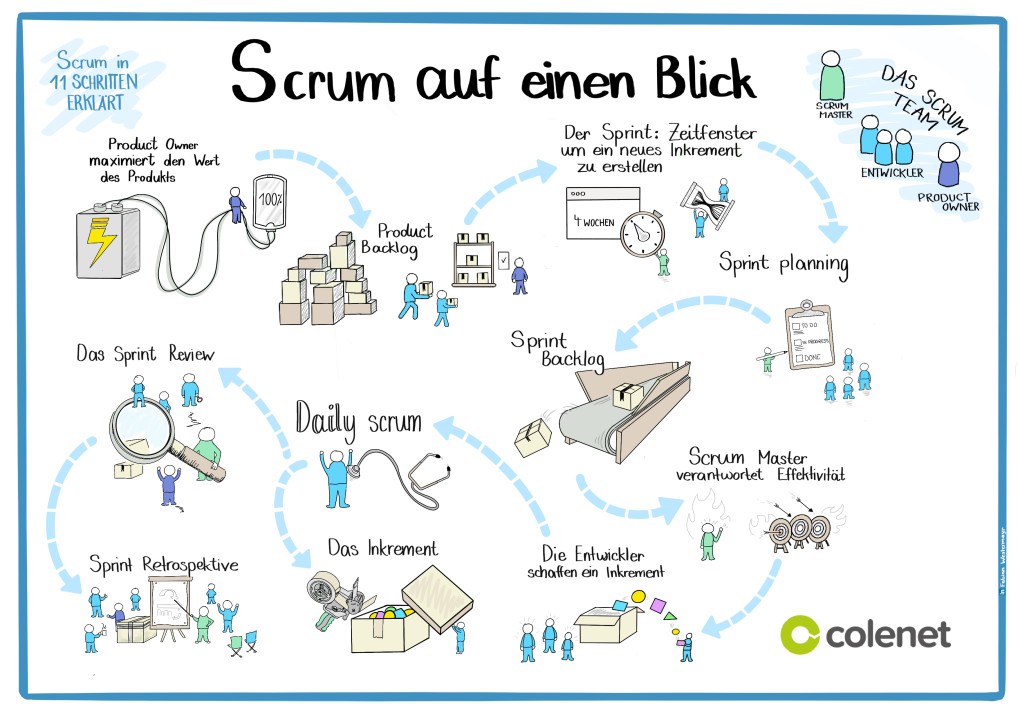 Scrum in
11 SCHRITTEN
ERKLÄRT
Scrum auf einen Blick
SCRUM
MASTER
DAS SCRUM
TEAM
ENTWICKLER
PRODUCT
OWNER
Product Owner
maximiert den Wert
des Produkts
100%
Product
Backlog
Der Sprint: Zeitfenster
um ein neues Inkrement
zu erstellen
4 WOCHEN
Sprint planning
TO DO
IN PROGRESS
DONE
Sprint
Backlog
Scrum Master
verantwortet Effektivität
Die Entwickler
schaffen ein Inkrement
Daily scrum
Das Inkrement
Das Sprint Review
Sprint Retrospektive
colenet
in Fabian Westermayr